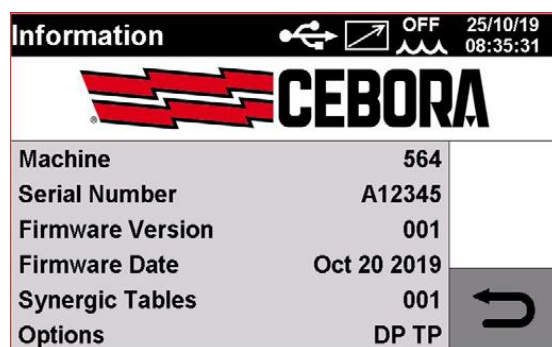 Information OFF 25/10/19
08:35:31
CEBORA
®
Machine 564
Serial Number A12345
Firmware Version 001
Firmware Date Oct 20 2019
Synergic Tables 001
Options DP TP